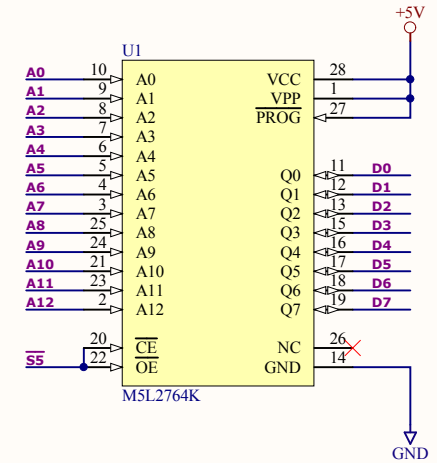 +5V
U1
A0 10 A0 VCC 28
A1 9 A1 VPP 1
A2 8 A2 PROG 27
A3 7 A3
A4 6 A4
A5 5 A5 Q0 11 D0
A6 4 A6 Q1 12 D1
A7 3 A7 Q2 13 D2
A8 25 A8 Q3 15 D3
A9 24 A9 Q4 16 D4
A10 21 A10 Q5 17 D5
A11 23 A11 Q6 18 D6
A12 2 A12 Q7 19 D7
20 CE NC 26
S5 22 OE GND 14
M5L2764K
GND